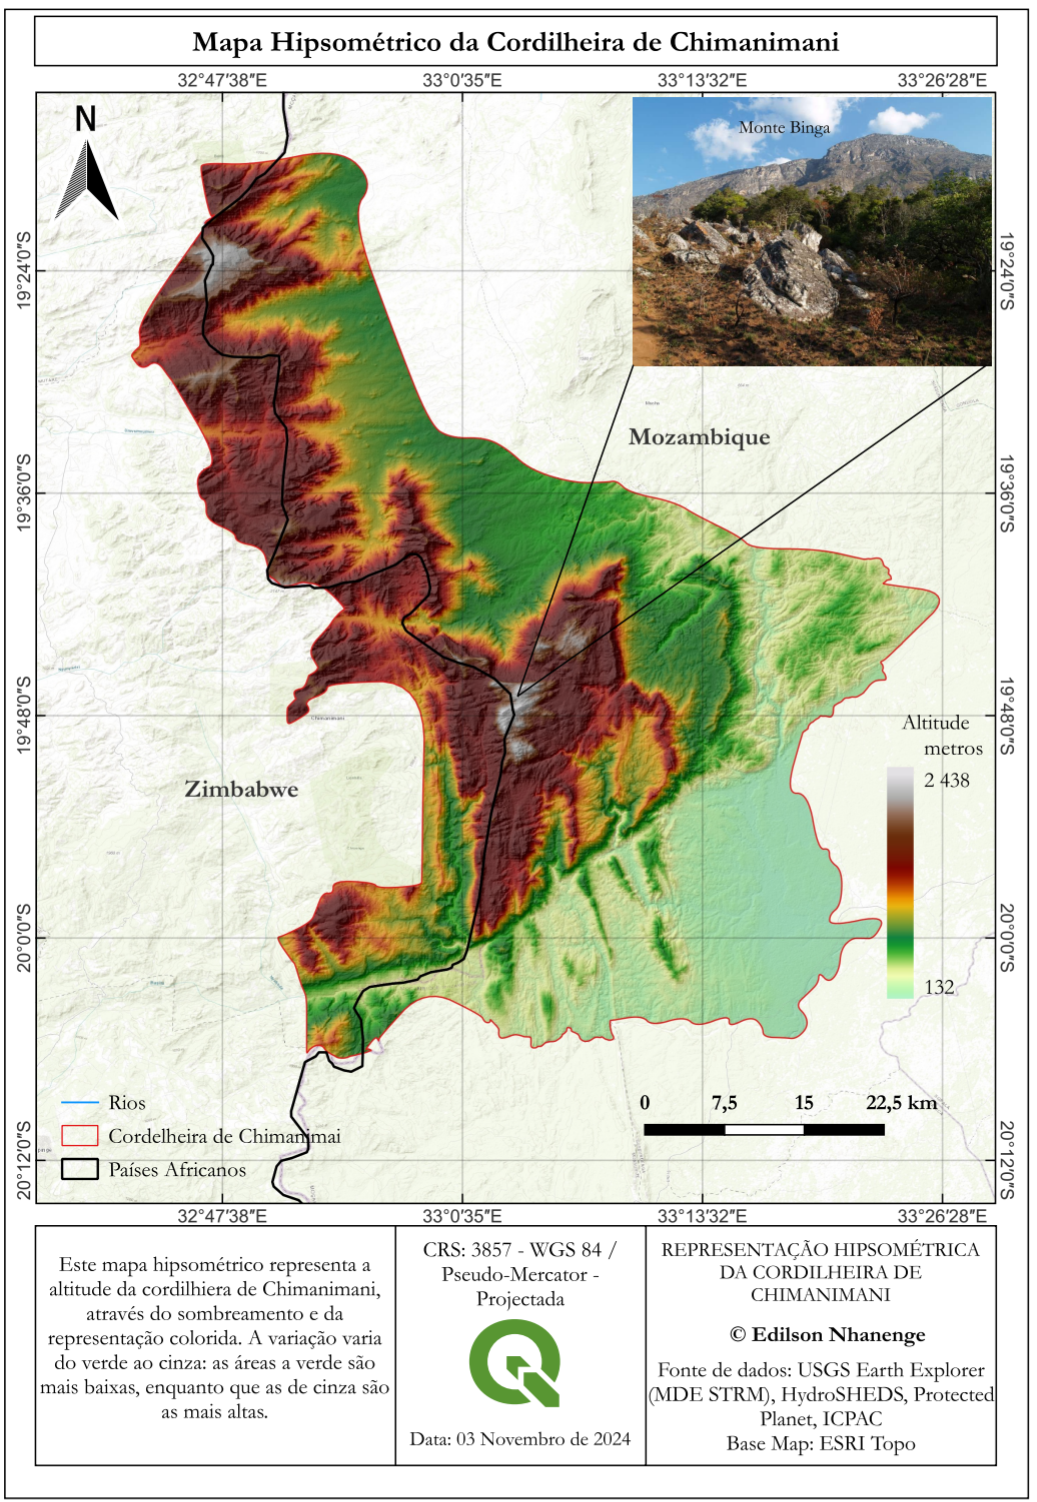 Mapa Hipsométrico da Cordilheira de Chimanimani
32°47'38"E 33°0'35"E 33°13'32"E 33°26'28"E
N
Monte Binga
19°24'0"S 19°24'0"S
Mozambique
19°36'0"S 19°36'0"S
19°48'0"S 19°48'0"S
Chimanimani
Altitude
metros
2 438
Zimbabwe
20°0'0"S 20°0'0"S
132
Rios
Cordelheira de Chimanimai
Países Africanos
0 7,5 15 22,5 km
20°12'0"S 20°12'0"S
32°47'38"E 33°0'35"E 33°13'32"E 33°26'28"E
Este mapa hipsométrico representa a
altitude da cordilhiera de Chimanimani,
através do sombreamento e da
representação colorida. A variação varia
do verde ao cinza: as áreas a verde são
mais baixas, enquanto que as de cinza são
as mais altas.
CRS: 3857 - WGS 84 /
Pseudo-Mercator -
Projectada
Data: 03 Novembro de 2024
REPRESENTAÇÃO HIPSOMÉTRICA
DA CORDILHEIRA DE
CHIMANIMANI
© Edilson Nhanenge
Fonte de dados: USGS Earth Explorer
(MDE STRM), HydroSHEDS, Protected
Planet, ICPAC
Base Map: ESRI Topo